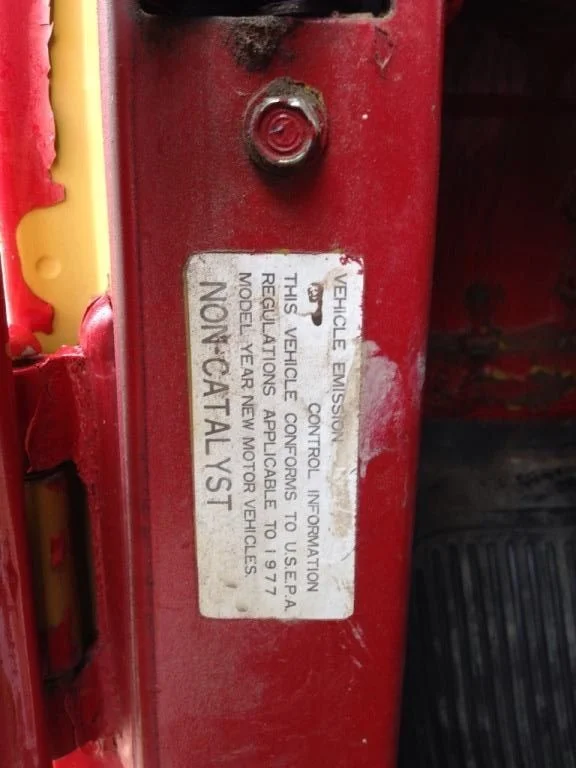 VEHICLE EMISSION
CONTROL INFORMATION
THIS VEHICLE CONFORMS TO U.S.E.P.A.
REGULATIONS APPLICABLE TO 1977
MODEL YEAR NEW MOTOR VEHICLES.
NON-CATALYST